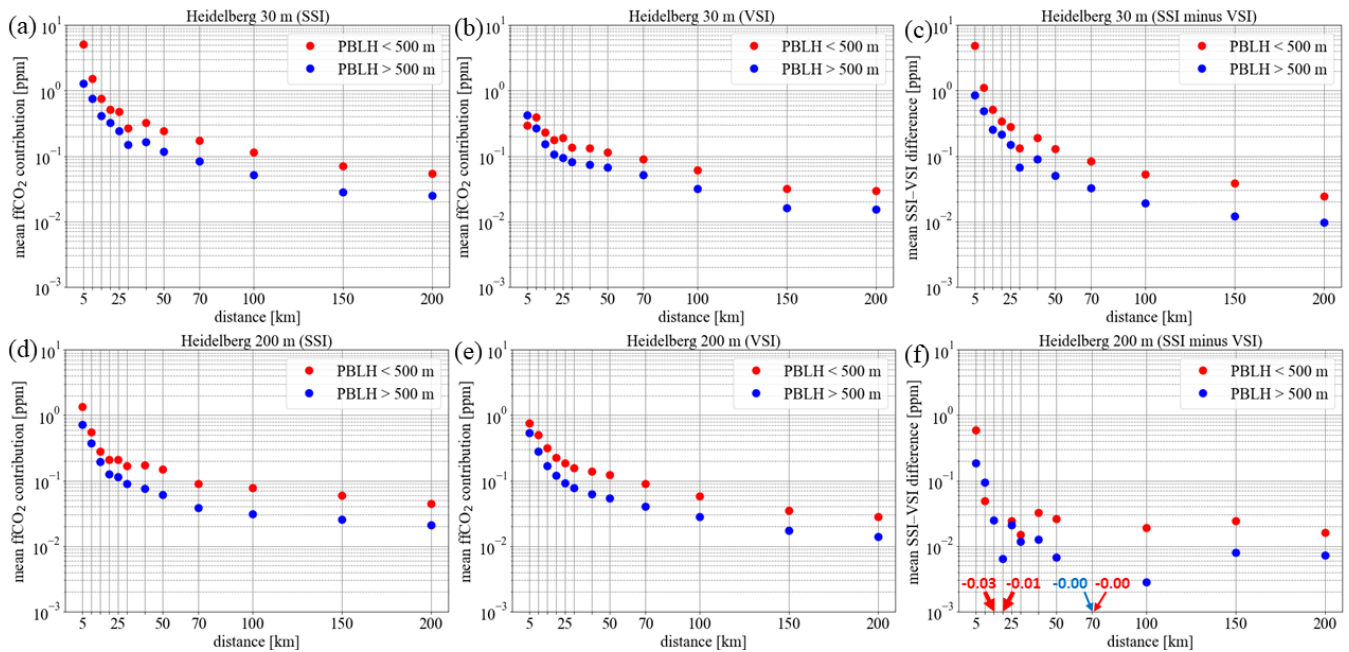 (a)
Heidelberg 30 m (SSI)
10¹
10⁰
10⁻¹
10⁻²
10⁻³
mean ffCO₂ contribution [ppm]
PBLH < 500 m
PBLH > 500 m
5 25 50 70 100 150 200
distance [km]
(b)
Heidelberg 30 m (VSI)
10¹
10⁰
10⁻¹
10⁻²
10⁻³
mean ffCO₂ contribution [ppm]
PBLH < 500 m
PBLH > 500 m
5 25 50 70 100 150 200
distance [km]
(c)
Heidelberg 30 m (SSI minus VSI)
10¹
10⁰
10⁻¹
10⁻²
10⁻³
mean SSI–VSI difference [ppm]
PBLH < 500 m
PBLH > 500 m
5 25 50 70 100 150 200
distance [km]
(d)
Heidelberg 200 m (SSI)
10¹
10⁰
10⁻¹
10⁻²
10⁻³
mean ffCO₂ contribution [ppm]
PBLH < 500 m
PBLH > 500 m
5 25 50 70 100 150 200
distance [km]
(e)
Heidelberg 200 m (VSI)
10¹
10⁰
10⁻¹
10⁻²
10⁻³
mean ffCO₂ contribution [ppm]
PBLH < 500 m
PBLH > 500 m
5 25 50 70 100 150 200
distance [km]
(f)
Heidelberg 200 m (SSI minus VSI)
10¹
10⁰
10⁻¹
10⁻²
10⁻³
mean SSI–VSI difference [ppm]
PBLH < 500 m
PBLH > 500 m
-0.03 -0.01 -0.00 -0.00
5 25 50 70 100 150 200
distance [km]